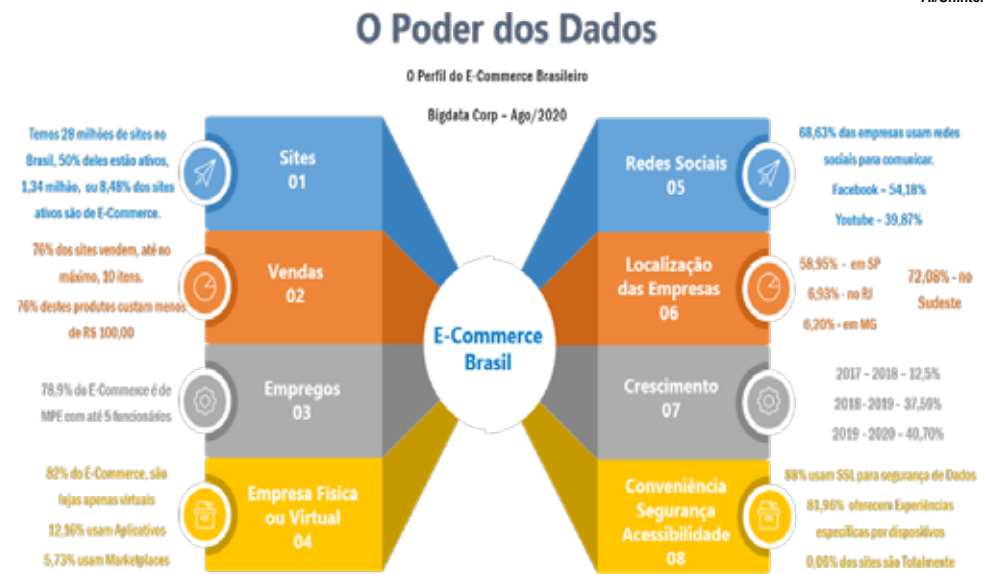 O Poder dos Dados
O Perfil do E-Commerce Brasileiro
Bigdata Corp – Ago/2020
Temos 28 milhões de sites no
Brasil, 50% deles estão ativos,
1,34 milhão, ou 8,48% dos sites
ativos são de E-Commerce.
Sites
01
76% dos sites vendem, até no
máximo, 10 itens.
76% destes produtos custam menos
de R$ 100,00
Vendas
02
78,9% do E-Commerce é de
MPE com até 5 funcionários
Empregos
03
82% do E-Commerce, são
lojas apenas virtuais
12,16% usam Aplicativos
5,73% usam Marketplaces
Empresa Física
ou Virtual
04
E-Commerce
Brasil
Redes Sociais
05
68,63% das empresas usam redes
sociais para comunicar.
Facebook – 54,18%
Youtube – 39,87%
Localização
das Empresas
06
58,95% - em SP
6,93% - no RJ
6,20% - em MG
72,08% - no
Sudeste
Crescimento
07
2017 – 2018 – 12,5%
2018 - 2019 - 37,59%
2019 - 2020 – 40,70%
Conveniência
Segurança
Acessibilidade
08
88% usam SSL para segurança de Dados
81,96% oferecem Experiências
específicas por dispositivos
0,06% dos sites são Totalmente